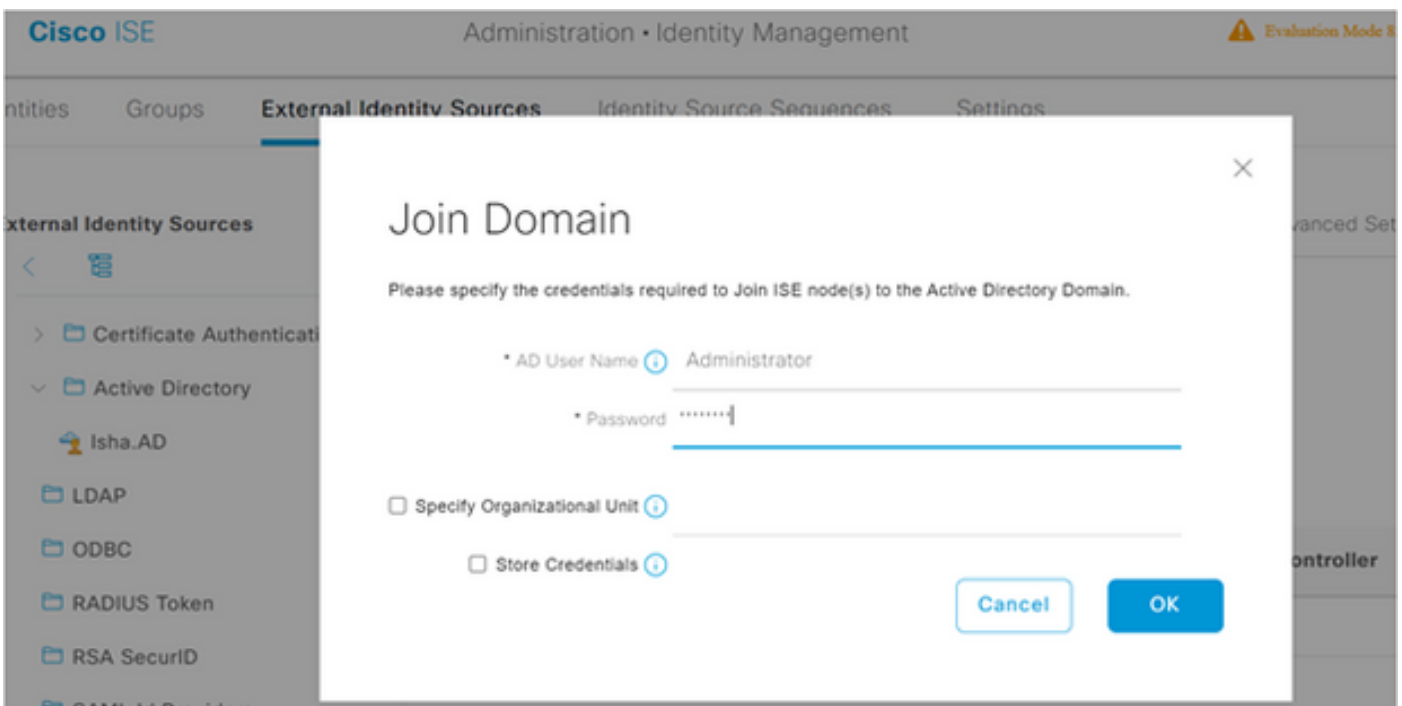 Cisco ISE
Administration • Identity Management
Evaluation Mode
ntities Groups External Identity Sources Identity Source Sequences Settings
xternal Identity Sources
vanced Set
Join Domain
Please specify the credentials required to Join ISE node(s) to the Active Directory Domain.
Certificate Authenticati
* AD User Name Administrator
Active Directory
* Password ········
Isha.AD
LDAP
Specify Organizational Unit
ODBC
Store Credentials
ontroller
RADIUS Token
Cancel OK
RSA SecurID